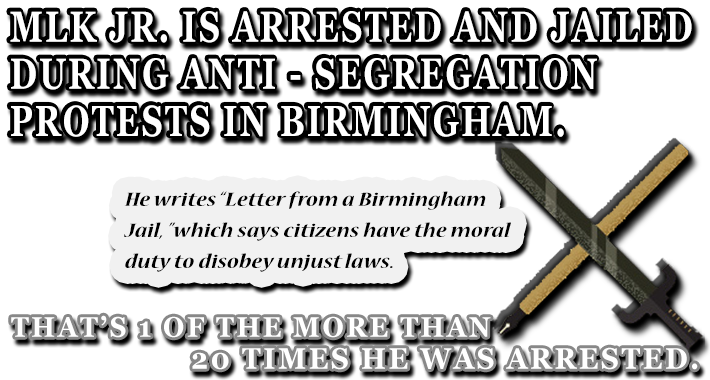 MLK JR. IS ARRESTED AND JAILED
DURING ANTI - SEGREGATION
PROTESTS IN BIRMINGHAM.
He writes “Letter from a Birmingham
Jail, ”which says citizens have the moral
duty to disobey unjust laws.
THAT’S 1 OF THE MORE THAN
20 TIMES HE WAS ARRESTED.